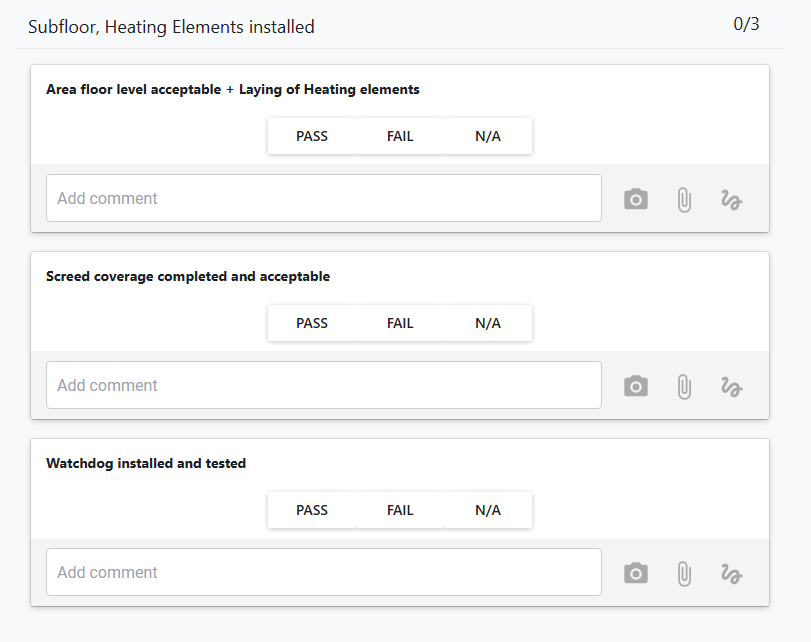 Subfloor, Heating Elements installed
0/3
Area floor level acceptable + Laying of Heating elements
PASS FAIL N/A
Add comment
Screed coverage completed and acceptable
PASS FAIL N/A
Add comment
Watchdog installed and tested
PASS FAIL N/A
Add comment